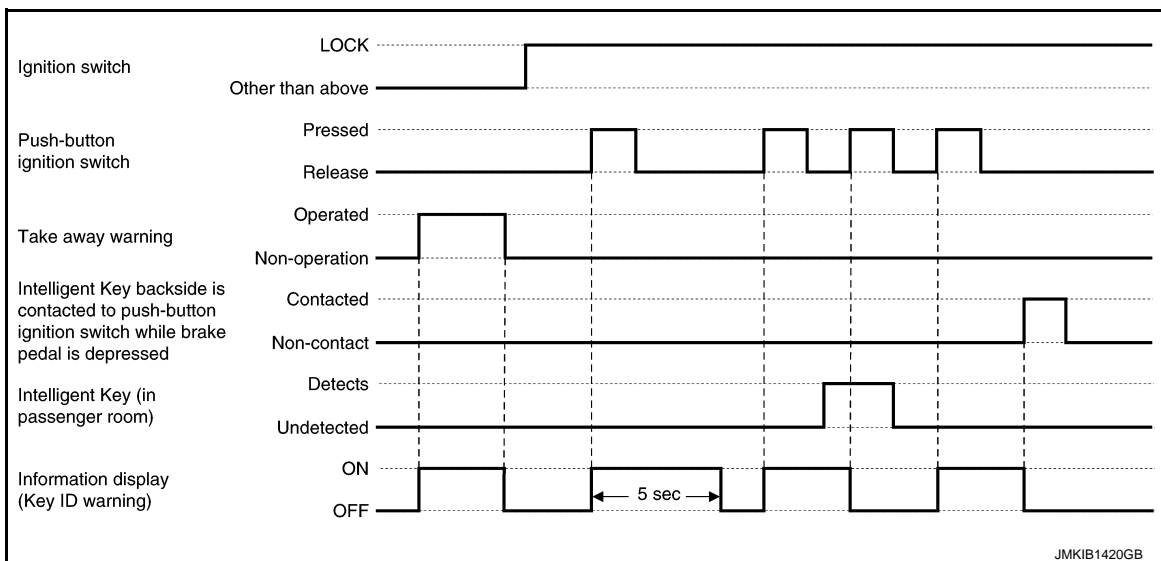 Ignition switch
LOCK
Other than above
Push-button
ignition switch
Pressed
Release
Take away warning
Operated
Non-operation
Intelligent Key backside is
contacted to push-button
ignition switch while brake
pedal is depressed
Contacted
Non-contact
Intelligent Key (in
passenger room)
Detects
Undetected
Information display
(Key ID warning)
ON
5 sec
OFF
JMKIB1420GB